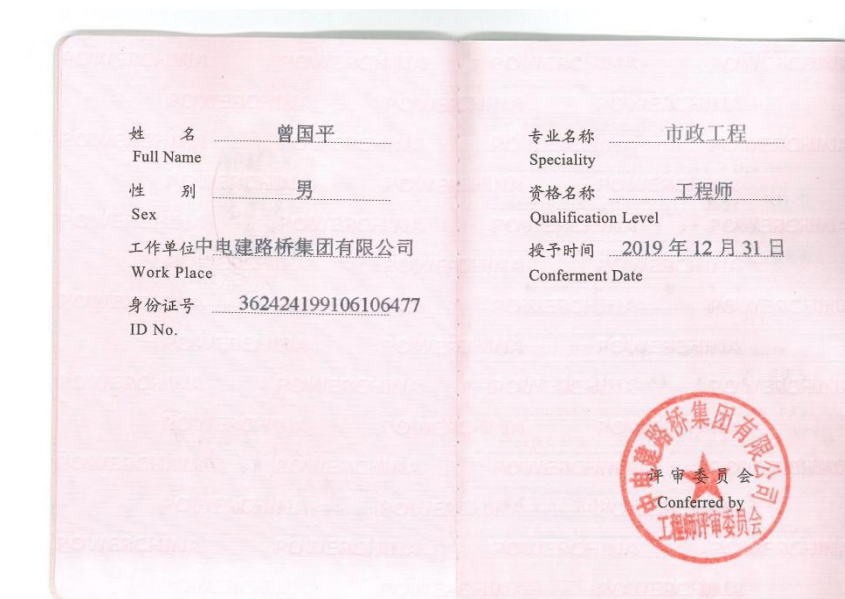 姓 名 曾国平
Full Name
性 别 男
Sex
工作单位中电建路桥集团有限公司
Work Place
身份证号 362424199106106477
ID No.
专业名称 市政工程
Speciality
资格名称 工程师
Qualification Level
授予时间 2019 年 12 月 31 日
Conferment Date
中电建路桥集团有限公司
评审委员会
Conferred by
工程师评审委员会